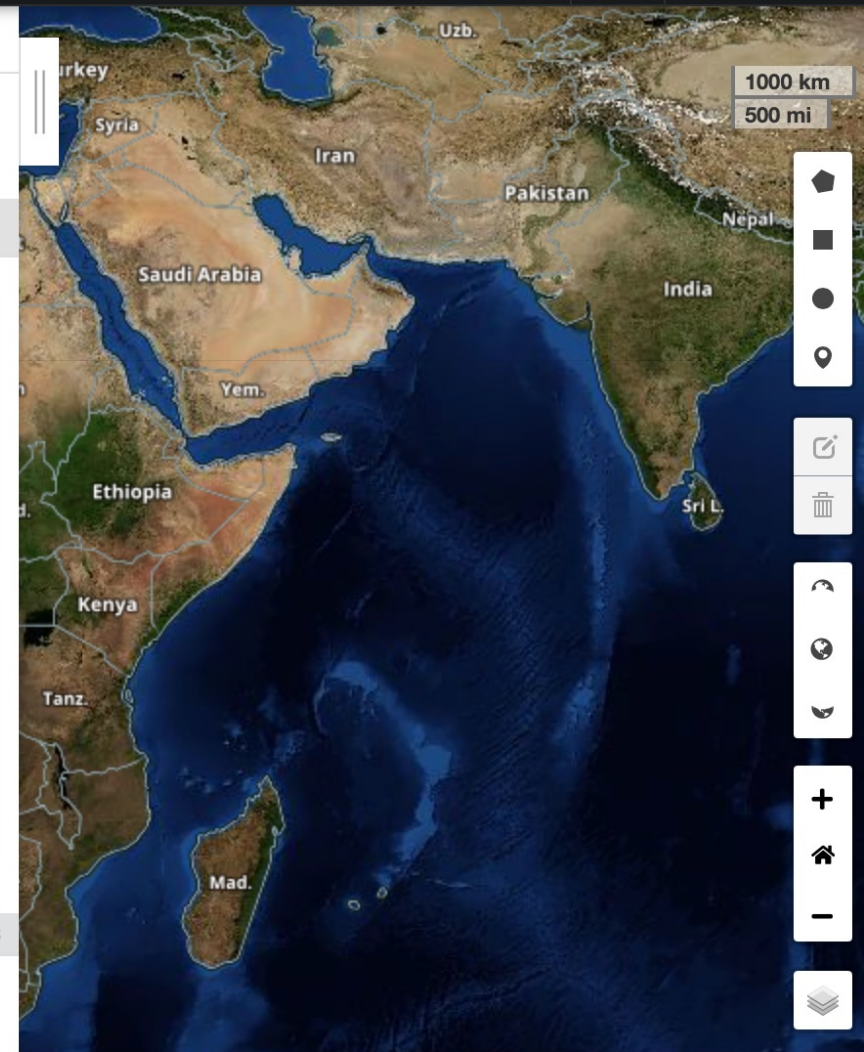 Uzb.
urkey
1000 km
500 mi
Syria
Iran
Pakistan
Nepal
Saudi Arabia
India
Yem.
Ethiopia
Sri L.
d.
Kenya
Tanz.
Mad.